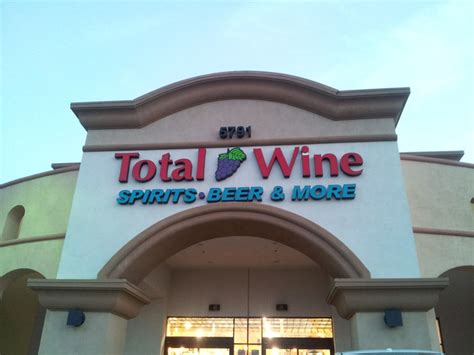 5791
Total Wine
SPIRITS • BEER & MORE